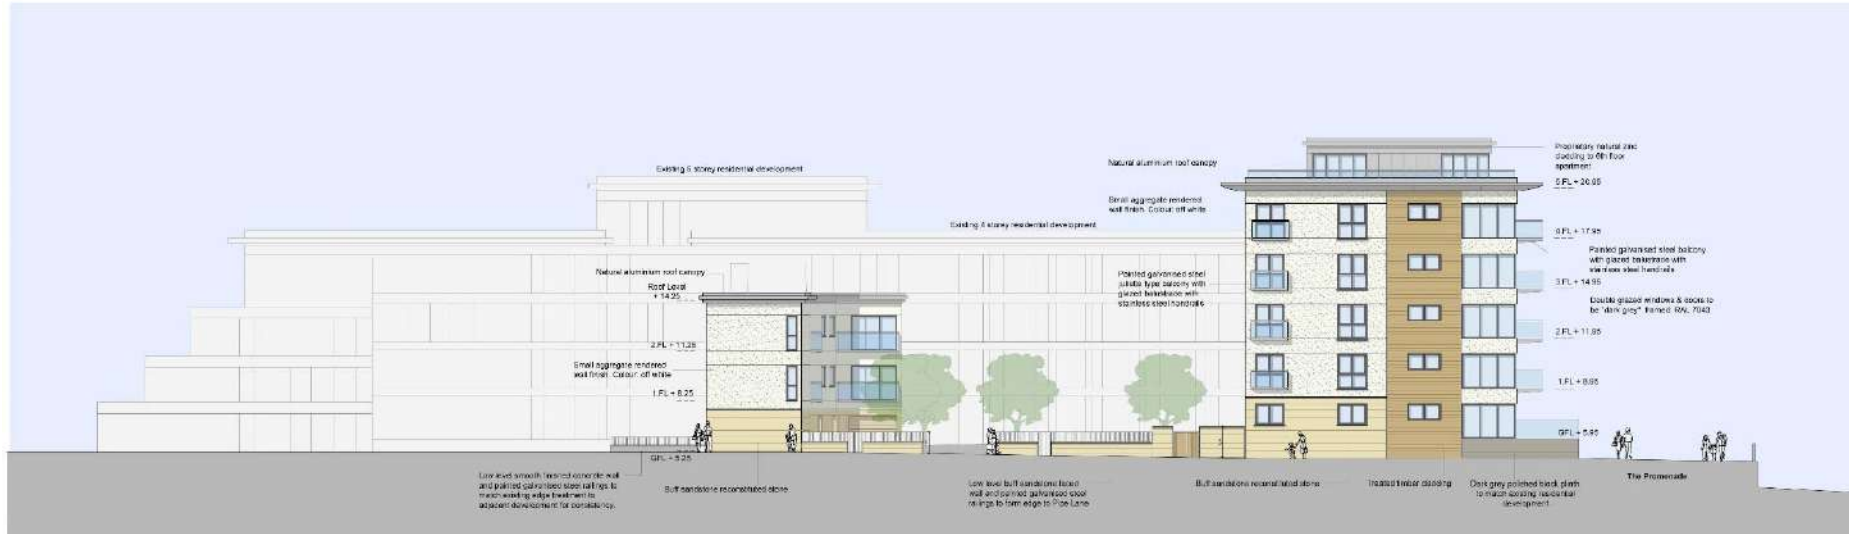 Existing 5 storey residential development
Natural aluminium roof canopy
Small aggregate rendered
wall finish. Colour: off white
Existing 4 storey residential development
Proprietary natural zinc
cladding to 6th floor
apartment
5.FL + 20.95
4.FL + 17.95
Painted galvanised steel balcony
with glazed balustrade with
stainless steel handrails
3.FL + 14.95
Double glazed windows & doors to
be "dark grey" framed. RAL 7043
2.FL + 11.95
1.FL + 8.95
GFL + 5.95
Natural aluminium roof canopy
Roof Level
+ 14.25
Painted galvanised steel
juliette type balcony with
glazed balustrade with
stainless steel handrails
2.FL + 11.25
Small aggregate rendered
wall finish. Colour: off white
1.FL + 8.25
GFL + 5.25
Low level smooth finished concrete wall
and painted galvanised steel railings to
match existing edge treatment to
adjacent development for consistency.
Buff sandstone reconstituted stone
Low level buff sandstone faced
wall and painted galvanised steel
railings to form edge to Pipe Lane
Buff sandstone reconstituted stone
Treated timber cladding
Dark grey polished block plinth
to match existing residential
development
The Promenade